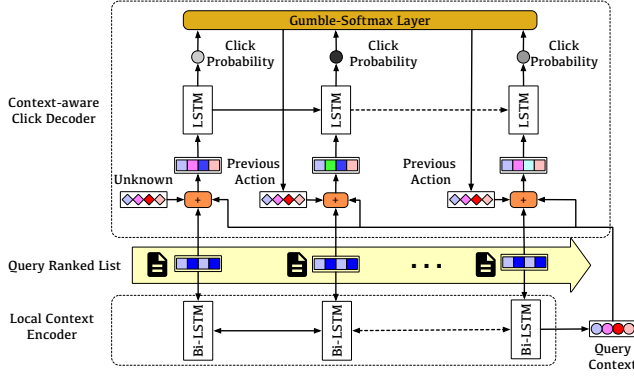 Gumble-Softmax Layer
Click
Probability
Click
Probability
Click
Probability
Context-aware
Click Decoder
LSTM
LSTM
LSTM
Unknown
Previous
Action
Previous
Action
+
+
+
Query Ranked List
...
Local Context
Encoder
Bi-LSTM
Bi-LSTM
Bi-LSTM
Query
Context